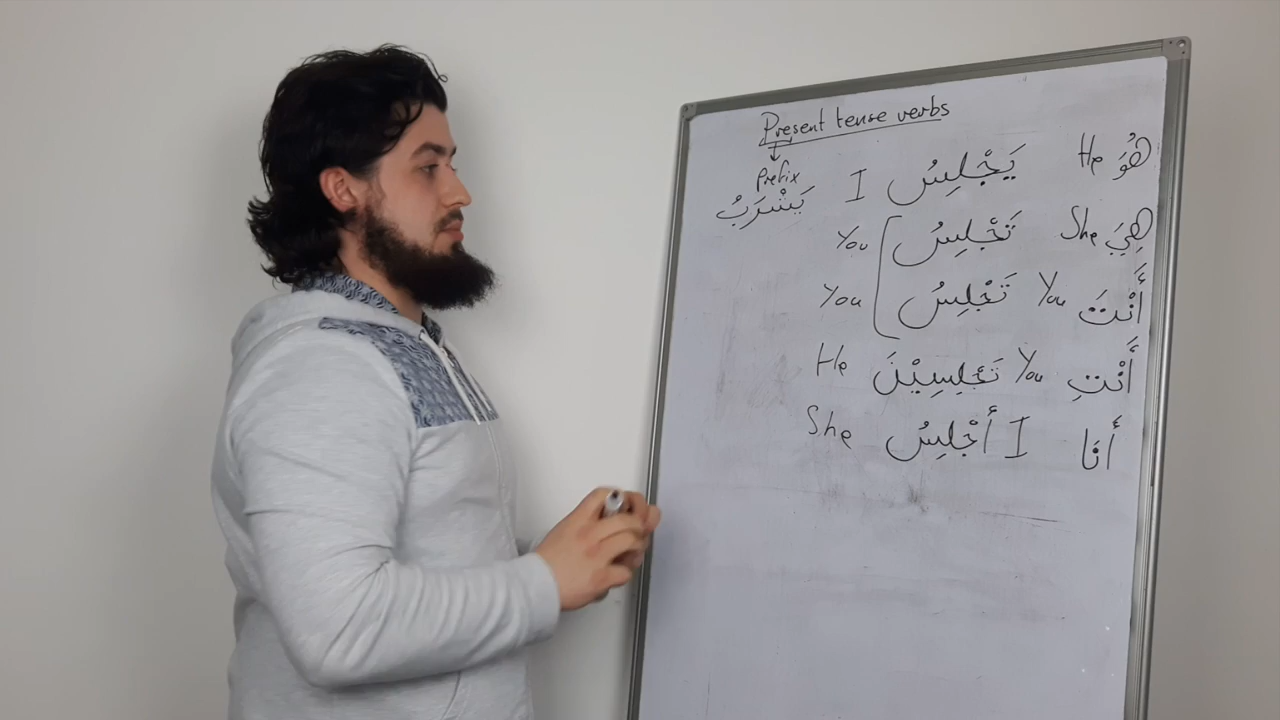 Present tense verbs
Prefix
يَشْرَبُ
هُوَ He يَجْلِسُ I
هِيَ She تَجْلِسُ You
أَنْتَ You تَجْلِسُ You
أَنْتِ You تَجْلِسِيْنَ He
أَنَا I أَجْلِسُ She